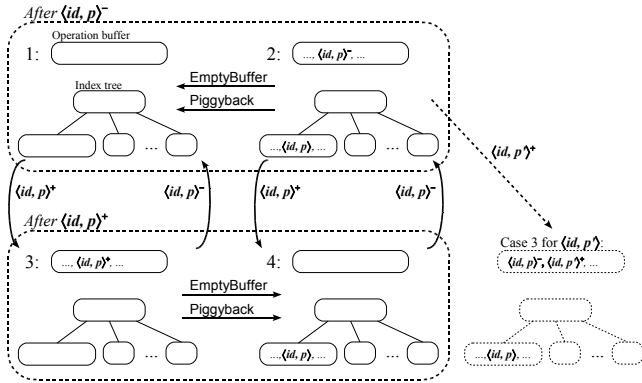 After ⟨id, p⟩⁻
Operation buffer
1:
2:
..., ⟨id, p⟩⁻, ...
EmptyBuffer
Index tree
Piggyback
...
...,⟨id, p⟩, ...
...
⟨id, p'⟩⁺
⟨id, p⟩⁺
⟨id, p⟩⁻
⟨id, p⟩⁺
⟨id, p⟩⁻
After ⟨id, p⟩⁺
Case 3 for ⟨id, p'⟩:
3:
..., ⟨id, p⟩⁺, ...
4:
⟨id, p⟩⁻, ⟨id, p'⟩⁺, ...
EmptyBuffer
Piggyback
...
...,⟨id, p⟩, ...
...
...,⟨id, p⟩, ...
...